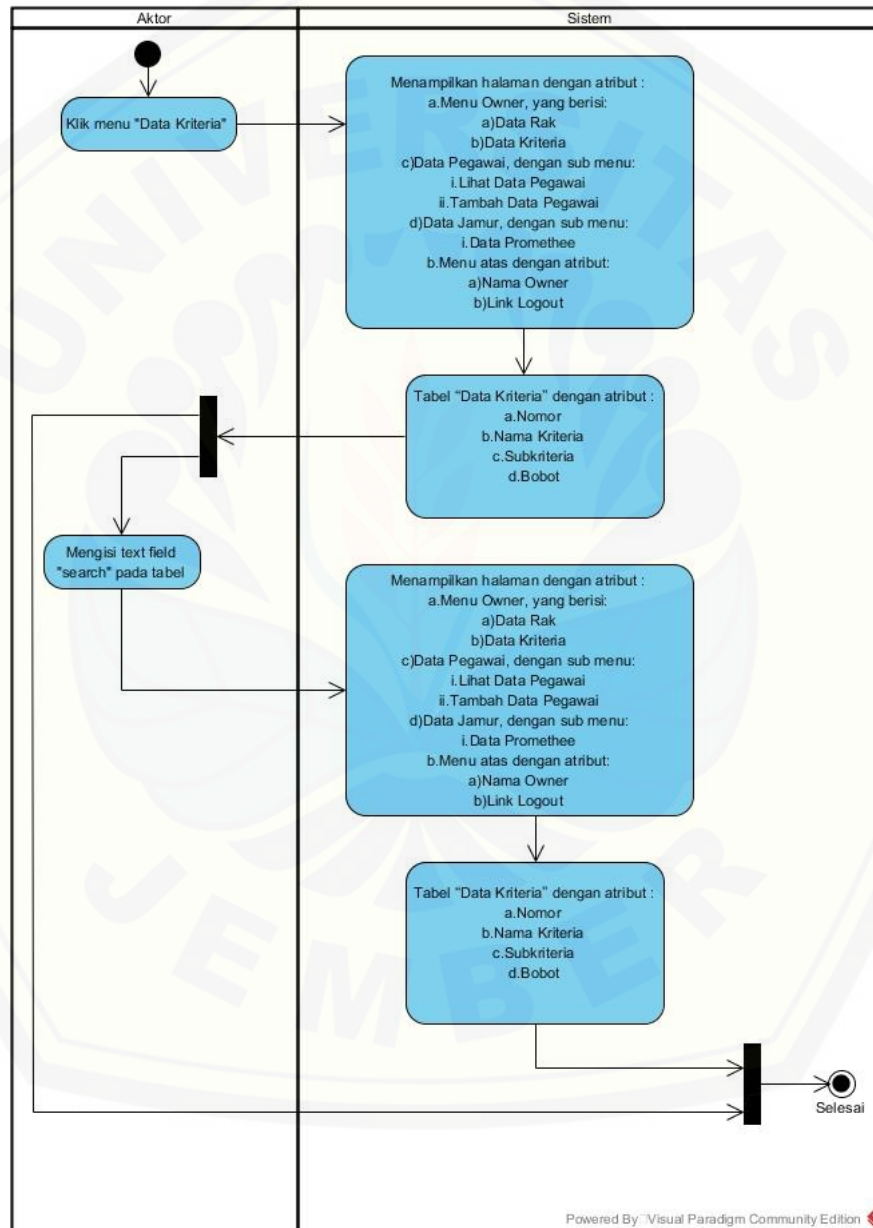 Aktor
Sistem
Klik menu "Data Kriteria"
Menampilkan halaman dengan atribut :
a.Menu Owner, yang berisi:
a)Data Rak
b)Data Kriteria
c)Data Pegawai, dengan sub menu:
i.Lihat Data Pegawai
ii.Tambah Data Pegawai
d)Data Jamur, dengan sub menu:
i.Data Promethee
b.Menu atas dengan atribut:
a)Nama Owner
b)Link Logout
Tabel “Data Kriteria” dengan atribut :
a.Nomor
b.Nama Kriteria
c.Subkriteria
d.Bobot
Mengisi text field
"search" pada tabel
Menampilkan halaman dengan atribut :
a.Menu Owner, yang berisi:
a)Data Rak
b)Data Kriteria
c)Data Pegawai, dengan sub menu:
i.Lihat Data Pegawai
ii.Tambah Data Pegawai
d)Data Jamur, dengan sub menu:
i.Data Promethee
b.Menu atas dengan atribut:
a)Nama Owner
b)Link Logout
Tabel “Data Kriteria” dengan atribut :
a.Nomor
b.Nama Kriteria
c.Subkriteria
d.Bobot
Selesai
UNIVERSITAS
JEMBER
Powered By Visual Paradigm Community Edition